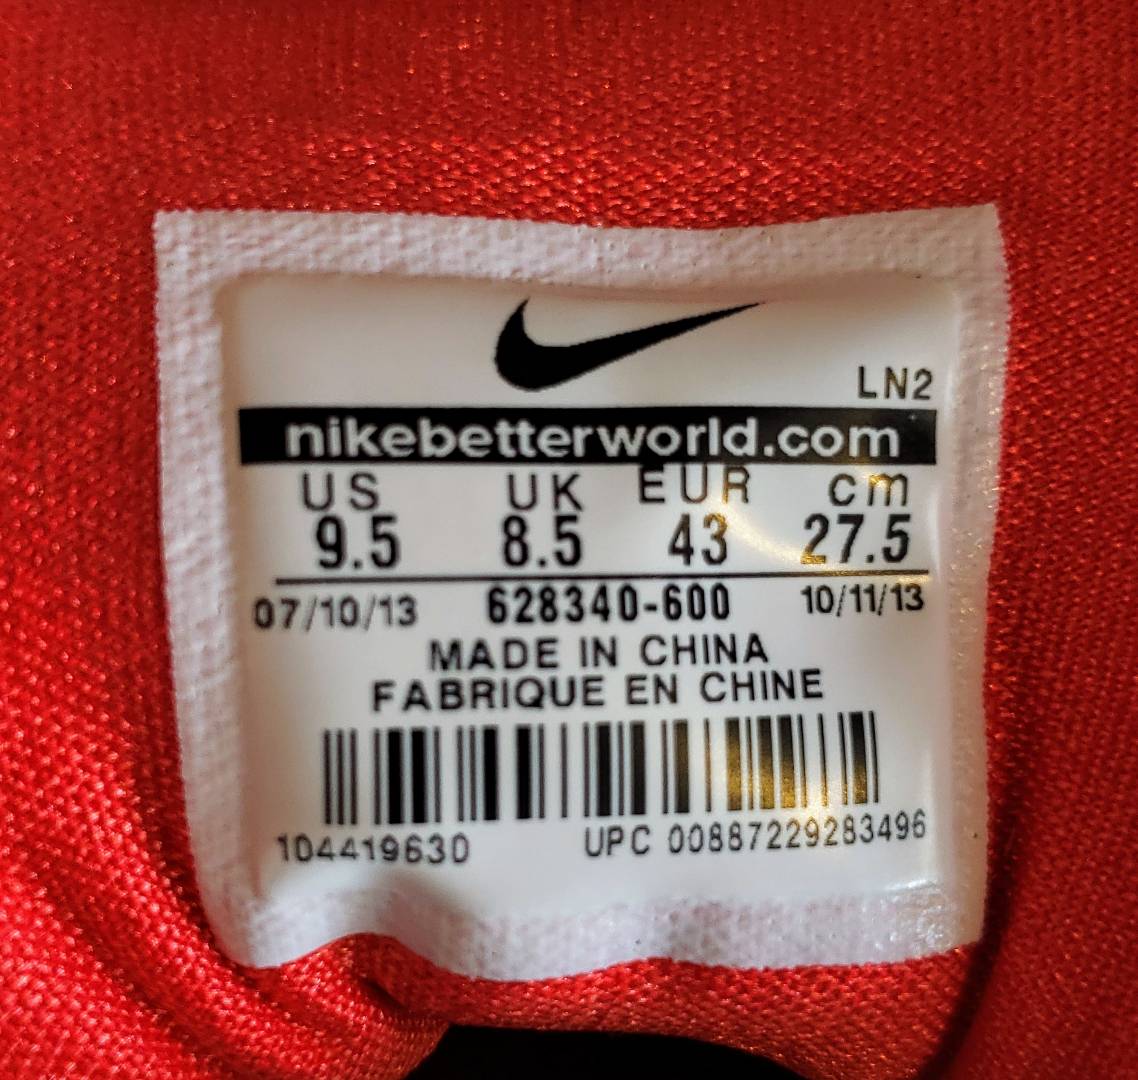 LN2
nikebetterworld.com
US UK EUR cm
9.5 8.5 43 27.5
07/10/13 628340-600 10/11/13
MADE IN CHINA
FABRIQUE EN CHINE
104419630 UPC 00887229283496